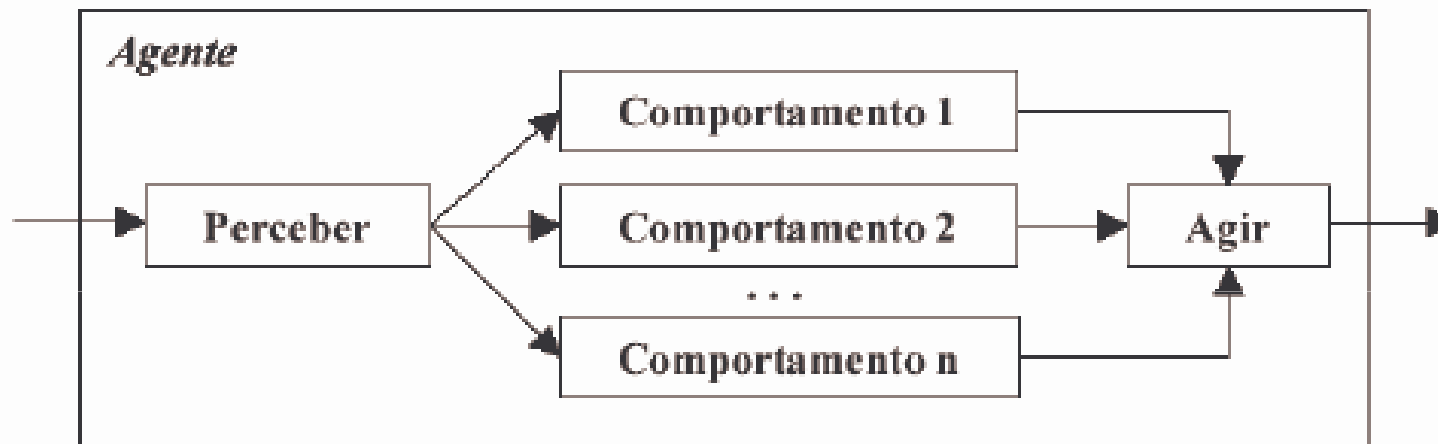 Agente
Comportamento 1
Perceber
Comportamento 2
Agir
...
Comportamento n